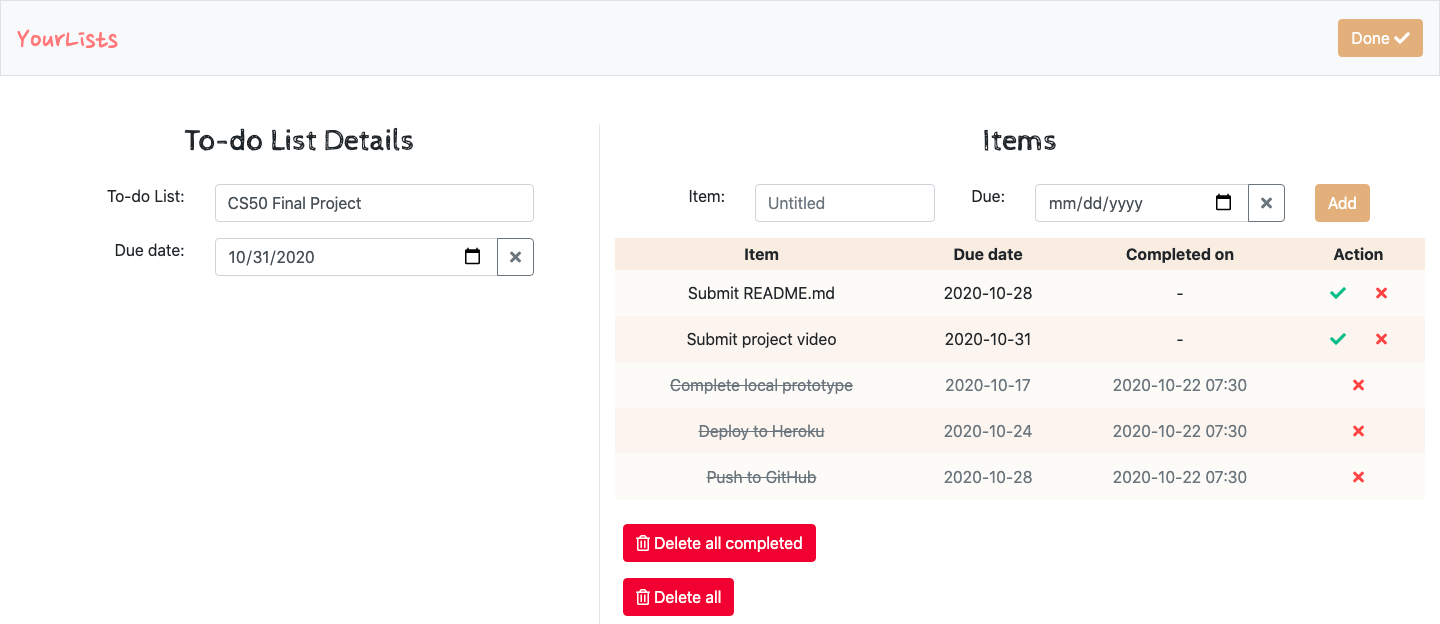 YourLists
Done
To-do List Details
To-do List: CS50 Final Project
Due date: 10/31/2020
Items
Item: Untitled Due: mm/dd/yyyy Add
Item Due date Completed on Action
Submit README.md 2020-10-28 -
Submit project video 2020-10-31 -
Complete local prototype 2020-10-17 2020-10-22 07:30
Deploy to Heroku 2020-10-24 2020-10-22 07:30
Push to GitHub 2020-10-28 2020-10-22 07:30
Delete all completed
Delete all